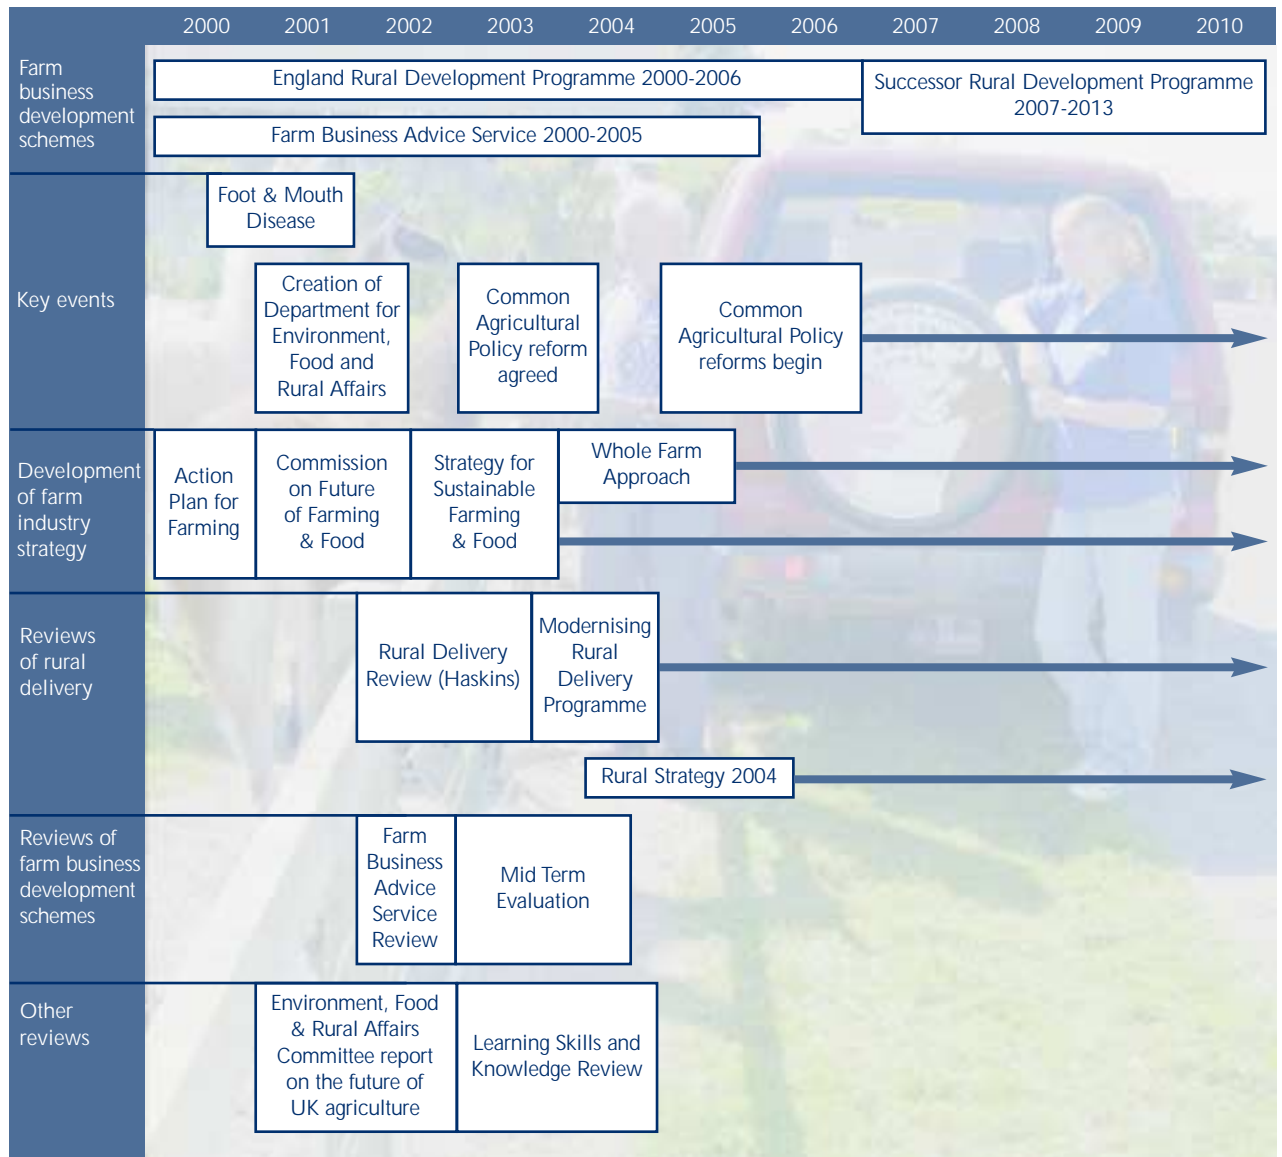 2000 2001 2002 2003 2004 2005 2006 2007 2008 2009 2010
Farm
business
development
schemes
England Rural Development Programme 2000-2006
Successor Rural Development Programme
2007-2013
Farm Business Advice Service 2000-2005
Key events
Foot & Mouth
Disease
Creation of
Department for
Environment,
Food and
Rural Affairs
Common
Agricultural
Policy reform
agreed
Common
Agricultural Policy
reforms begin
Development
of farm
industry
strategy
Action
Plan for
Farming
Commission
on Future
of Farming
& Food
Strategy for
Sustainable
Farming
& Food
Whole Farm
Approach
Reviews
of rural
delivery
Rural Delivery
Review (Haskins)
Modernising
Rural
Delivery
Programme
Rural Strategy 2004
Reviews of
farm business
development
schemes
Farm
Business
Advice
Service
Review
Mid Term
Evaluation
Other
reviews
Environment, Food
& Rural Affairs
Committee report
on the future of
UK agriculture
Learning Skills and
Knowledge Review